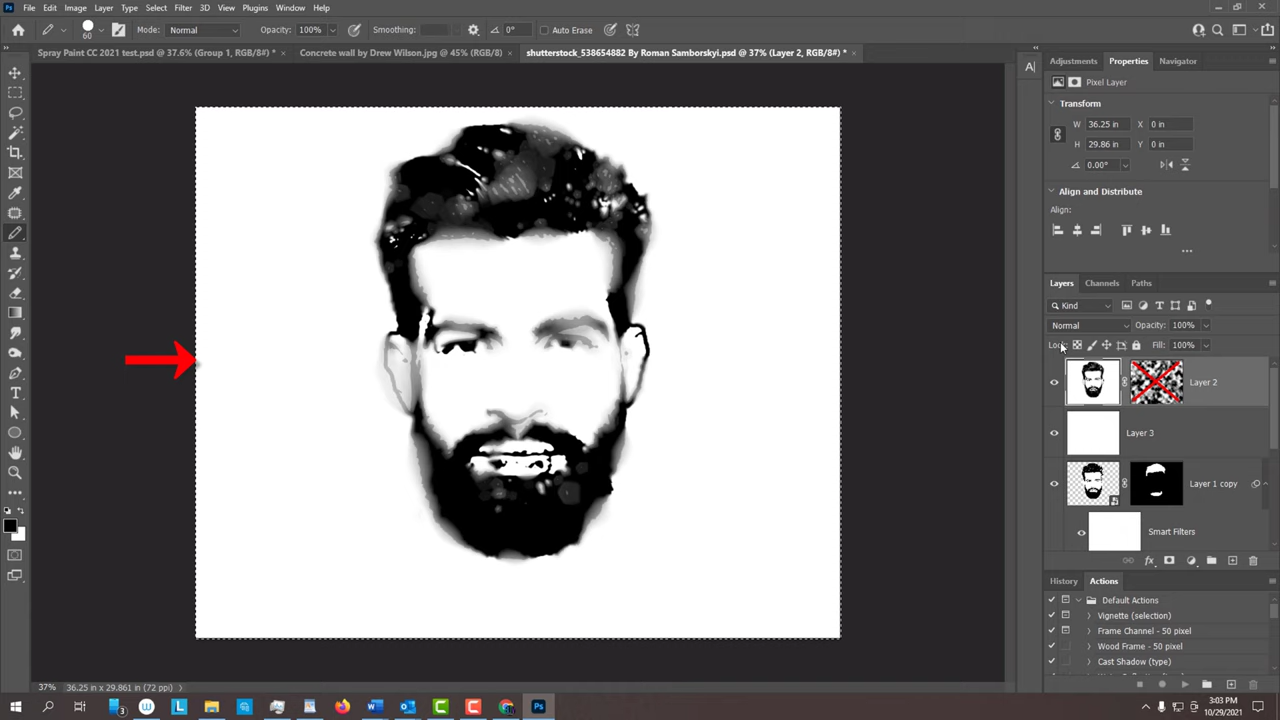 File Edit Image Layer Type Select Filter 3D View Plugins Window Help
60 Mode: Normal Opacity: 100% Smoothing: 0° Auto Erase
Spray Paint CC 2021 test.psd @ 37.6% (Group 1, RGB/8#) * × Concrete wall by Drew Wilson.jpg @ 45% (RGB/8) × shutterstock_538654882 By Roman Samborskyi.psd @ 37% (Layer 2, RGB/8#) * ×
Adjustments Properties Navigator
Pixel Layer
Transform
W 36.25 in X 0 in
H 29.86 in Y 0 in
0.00°
Align and Distribute
Align:
Layers Channels Paths
Kind
Normal Opacity: 100%
Lock: Fill: 100%
Layer 2
Layer 3
Layer 1 copy
Smart Filters
History Actions
Default Actions
Vignette (selection)
Frame Channel - 50 pixel
Wood Frame - 50 pixel
Cast Shadow (type)
37% 36.25 in x 29.861 in (72 ppi)
3:03 PM
10/29/2021